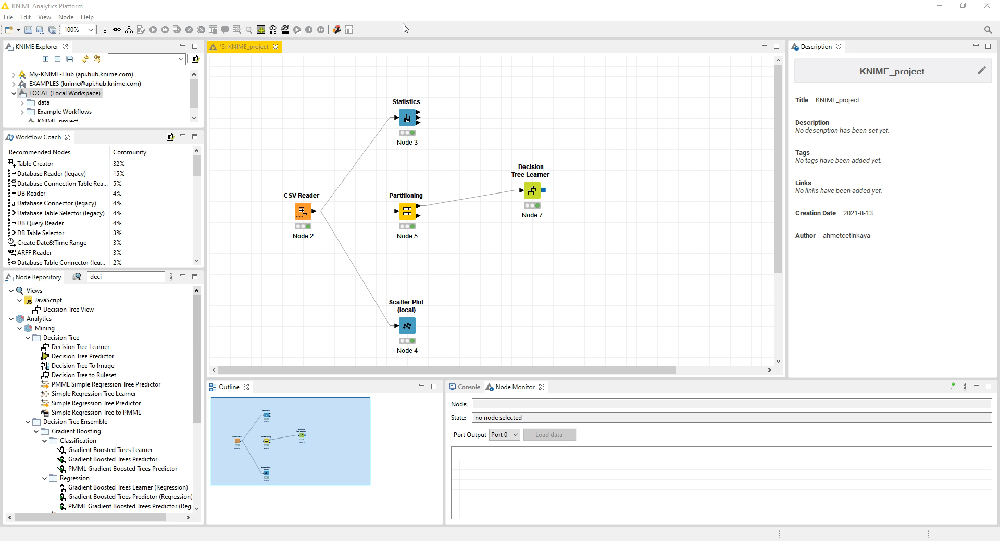 KNIME Analytics Platform
File Edit View Node Help
100%
#ID
NAME
KNIME Explorer
My-KNIME-Hub (api.hub.knime.com)
EXAMPLES (knime@api.hub.knime.com)
LOCAL (Local Workspace)
data
Example Workflows
KNIME_project
Workflow Coach
Recommended Nodes Community
Table Creator 32%
Database Reader (legacy) 15%
Database Connection Table Rea... 5%
DB Reader 4%
Database Connector (legacy) 4%
Database Table Selector (legacy) 4%
DB Query Reader 4%
DB Table Selector 3%
Create Date&Time Range 3%
ARFF ARFF Reader 3%
Database Table Connector (leg... 2%
Node Repository deci
Views
JS JavaScript
Decision Tree View
Analytics
Mining
Decision Tree
Decision Tree Learner
Decision Tree Predictor
Decision Tree To Image
Decision Tree to Ruleset
PMML Simple Regression Tree Predictor
Simple Regression Tree Learner
Simple Regression Tree Predictor
Simple Regression Tree to PMML
Decision Tree Ensemble
Gradient Boosting
Classification
Gradient Boosted Trees Learner
Gradient Boosted Trees Predictor
PMML Gradient Boosted Trees Predictor
Regression
Gradient Boosted Trees Learner (Regression)
Gradient Boosted Trees Predictor (Regression)
PMML Gradient Boosted Trees Predictor (Regr
*3: KNIME_project
Statistics
Node 3
Decision
Tree Learner
Node 7
CSV Reader
Node 2
Partitioning
Node 5
Scatter Plot
(local)
Node 4
Outline
Console Node Monitor
Node:
State: no node selected
Port Output Port 0 Load data
Description
KNIME_project
Title KNIME_project
Description
No description has been set yet.
Tags
No tags have been added yet.
Links
No links have been added yet.
Creation Date 2021-8-13
Author ahmetcetinkaya